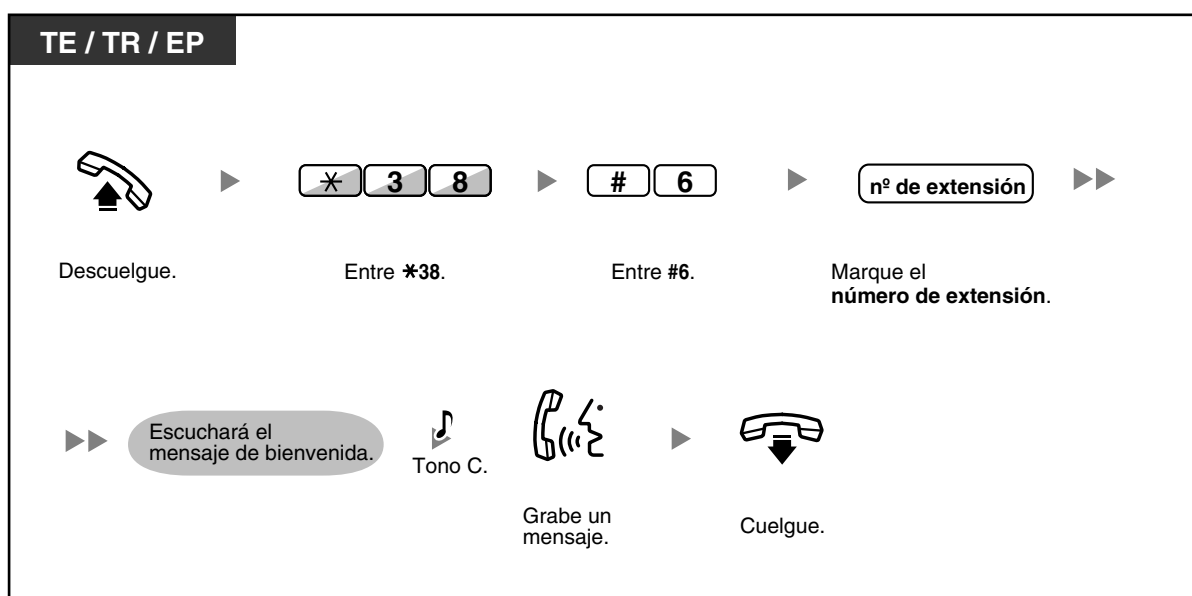 TE / TR / EP
* 3 8 # 6 nº de extensión
Descuelgue. Entre *38. Entre #6. Marque el
número de extensión.
Escuchará el
mensaje de bienvenida.
Tono C.
Grabe un
mensaje.
Cuelgue.